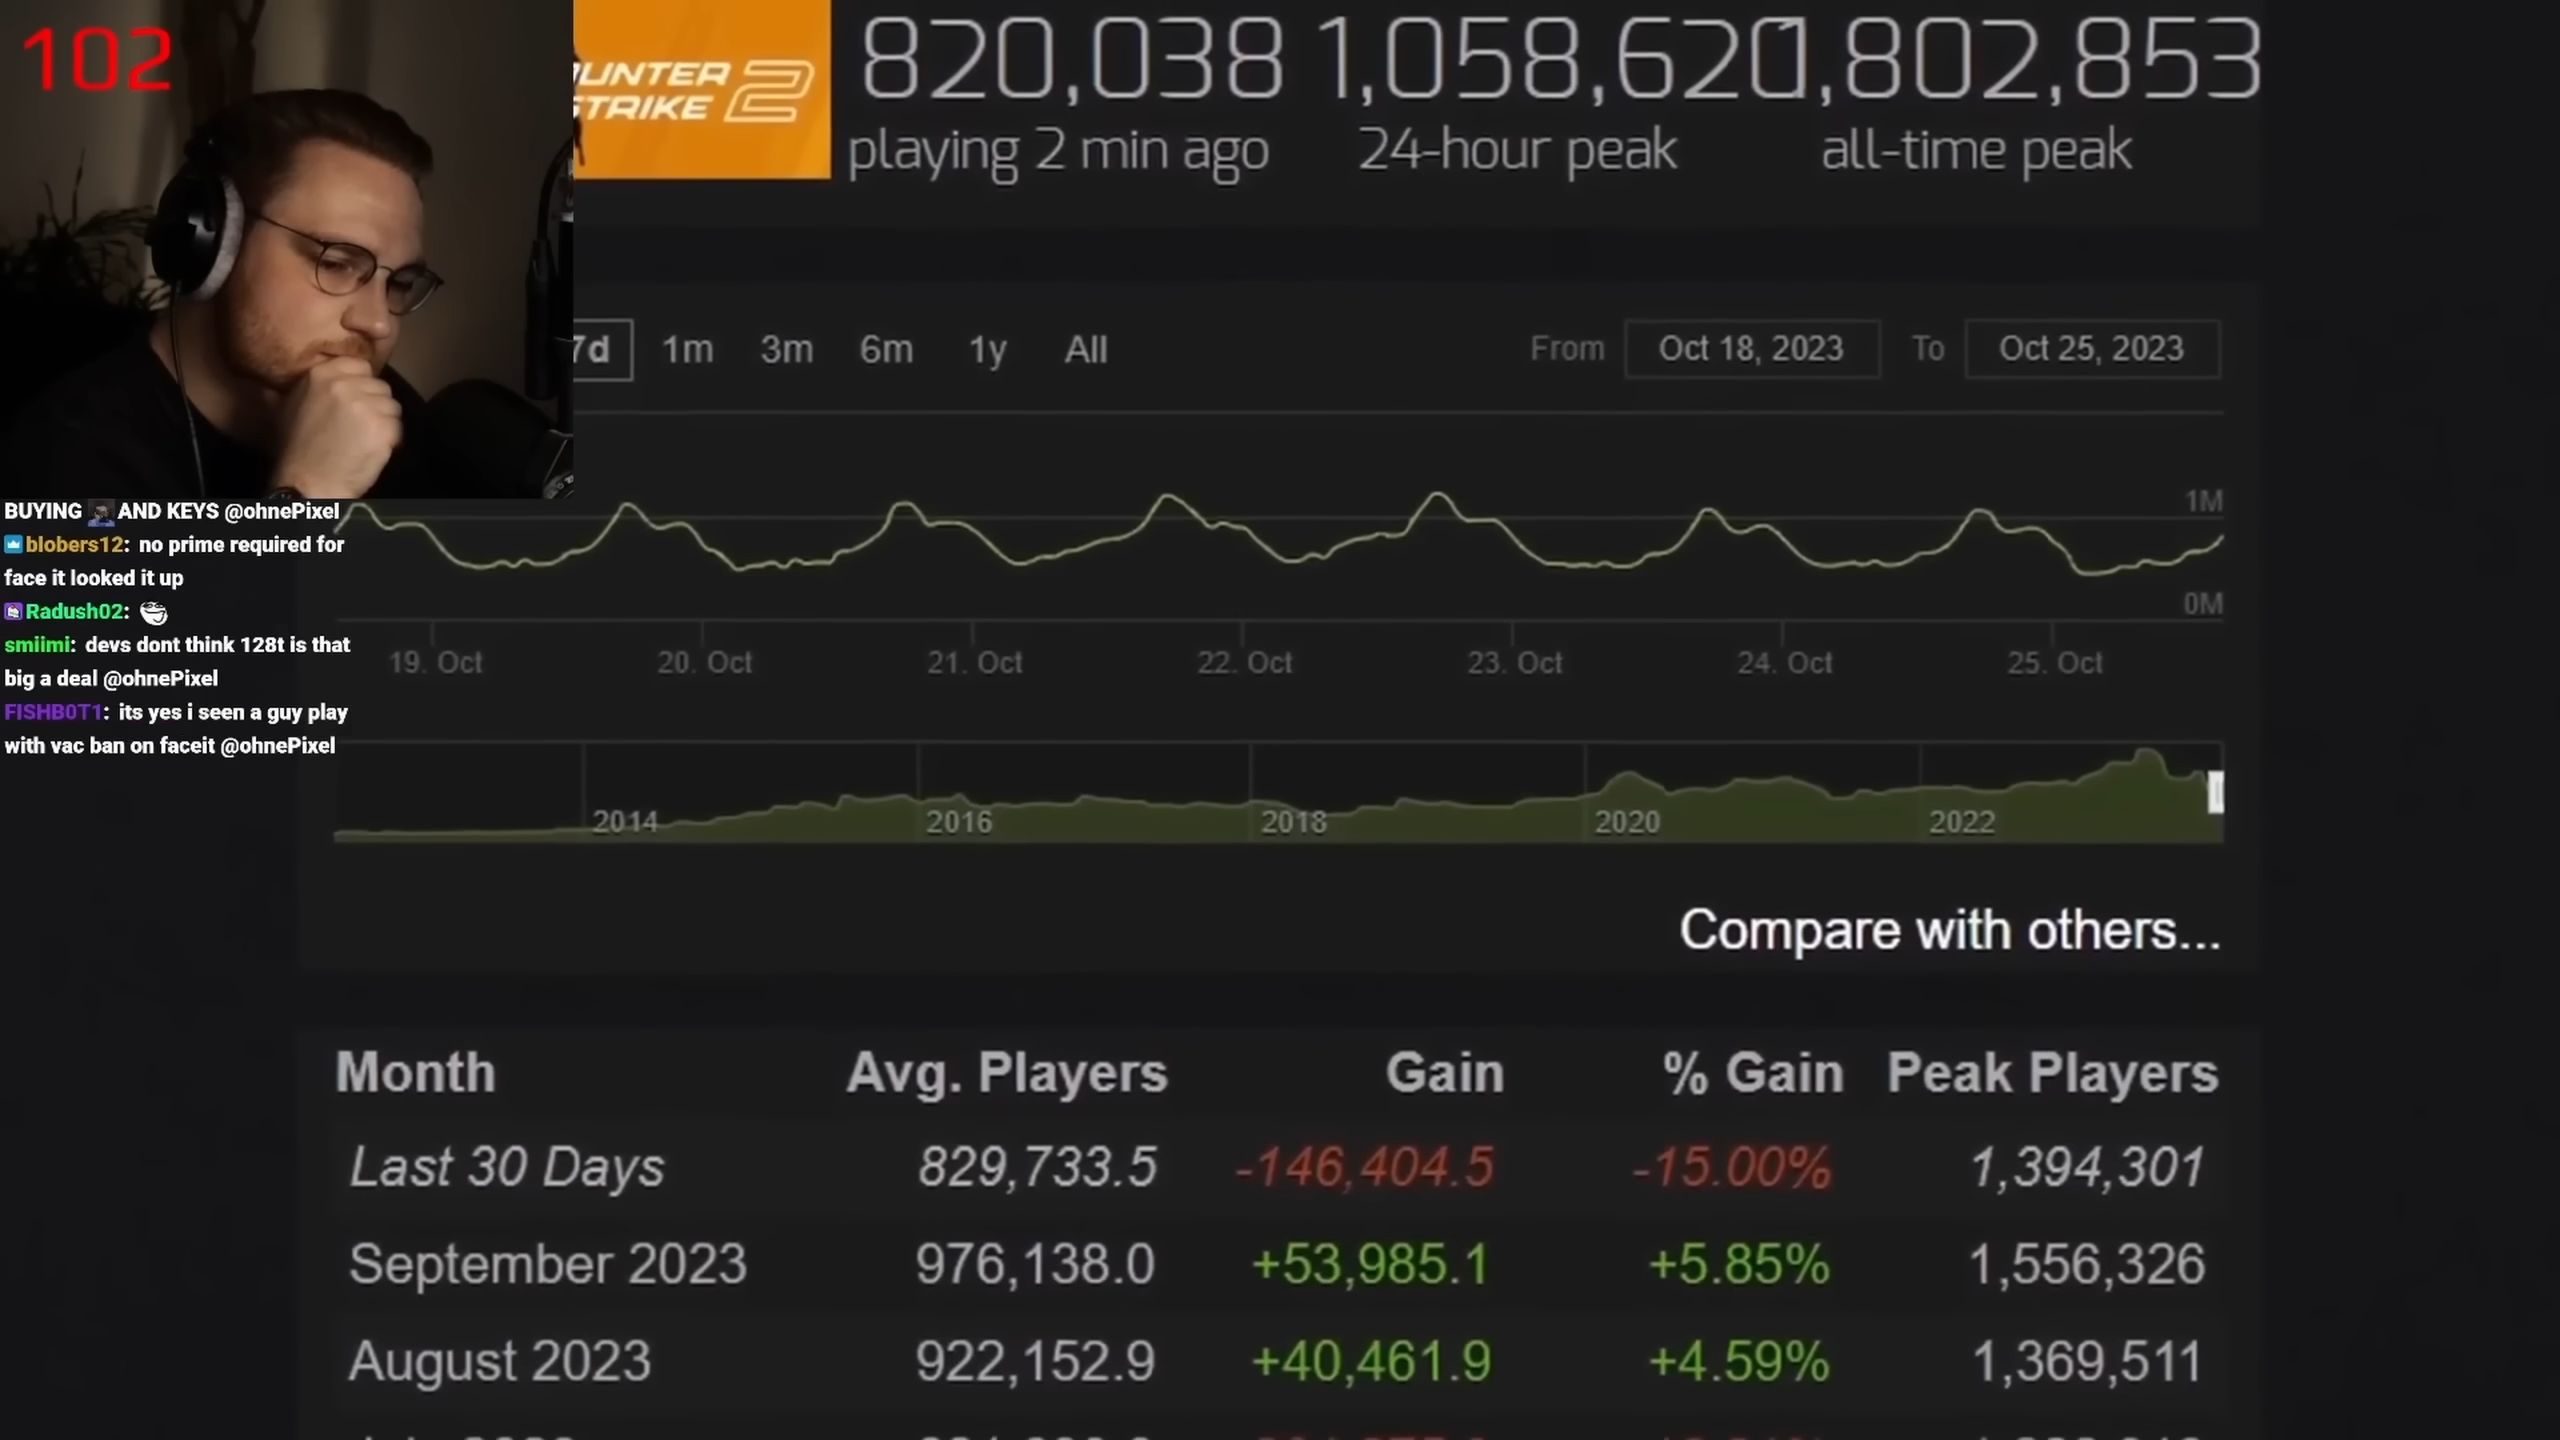 102
UNTER
STRIKE 2
820,038 1,058,620 1,802,853
playing 2 min ago 24-hour peak all-time peak
7d 1m 3m 6m 1y All From Oct 18, 2023 To Oct 25, 2023
1M
0M
19. Oct 20. Oct 21. Oct 22. Oct 23. Oct 24. Oct 25. Oct
BUYING AND KEYS @ohnePixel
blobers12: no prime required for
face it looked it up
Radush02:
smiimi: devs dont think 128t is that
big a deal @ohnePixel
FISHB0T1: its yes i seen a guy play
with vac ban on faceit @ohnePixel
2014 2016 2018 2020 2022
Compare with others...
Month Avg. Players Gain % Gain Peak Players
Last 30 Days 829,733.5 -146,404.5 -15.00% 1,394,301
September 2023 976,138.0 +53,985.1 +5.85% 1,556,326
August 2023 922,152.9 +40,461.9 +4.59% 1,369,511